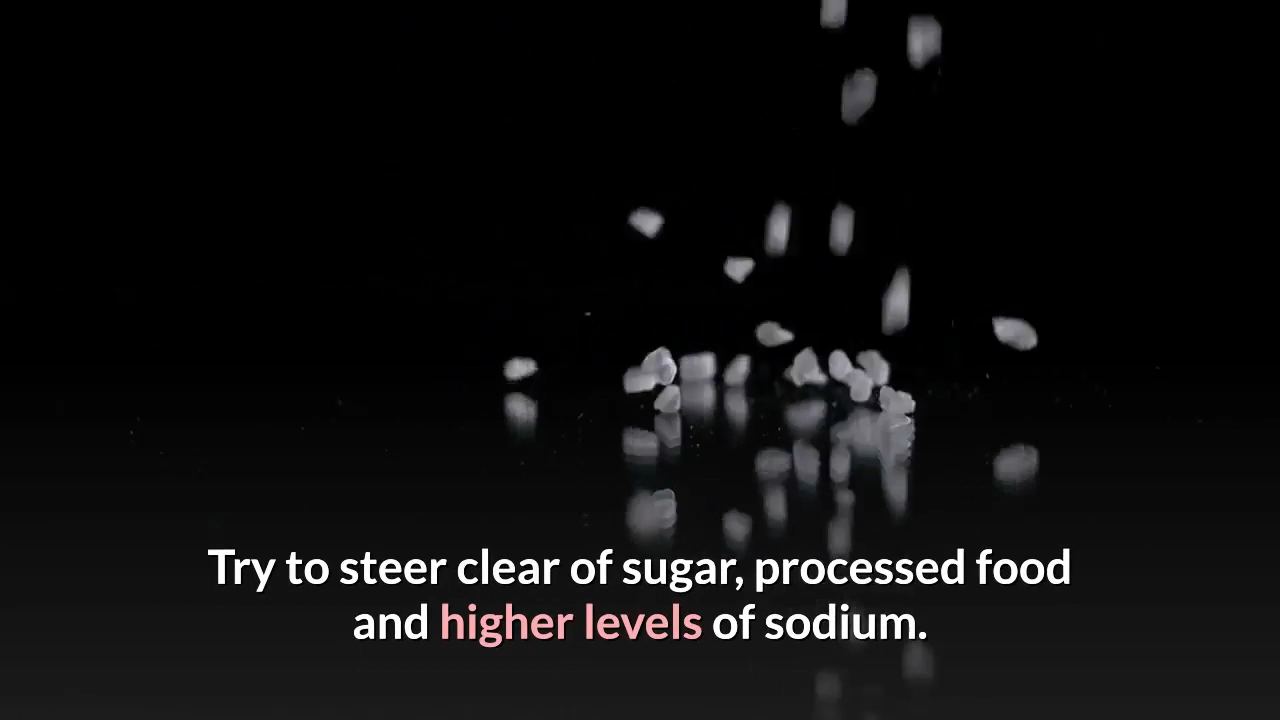 Try to steer clear of sugar, processed food
and higher levels of sodium.